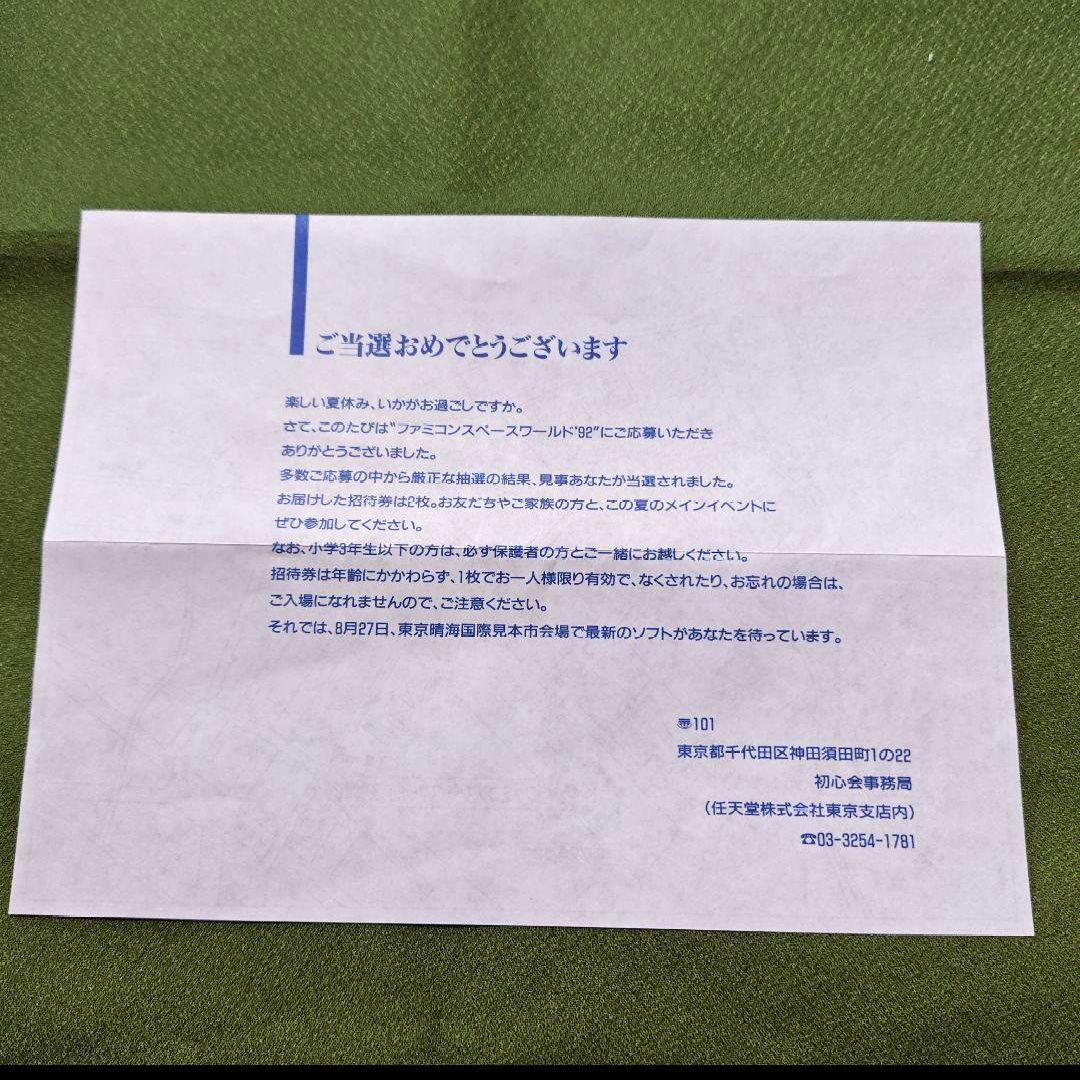 ご当選おめでとうございます
楽しい夏休み、いかがお過ごしですか。
さて、このたびは“ファミコンスペースワールド'92”にご応募いただき
ありがとうございました。
多数ご応募の中から厳正な抽選の結果、見事あなたが当選されました。
お届けした招待券は2枚。お友だちやご家族の方と、この夏のメインイベントに
ぜひ参加してください。
なお、小学3年生以下の方は、必ず保護者の方とご一緒にお越しください。
招待券は年齢にかかわらず、1枚でお一人様限り有効で、なくされたり、お忘れの場合は、
ご入場になれませんので、ご注意ください。
それでは、8月27日、東京晴海国際見本市会場で最新のソフトがあなたを待っています。
〠101
東京都千代田区神田須田町1の22
初心会事務局
（任天堂株式会社東京支店内）
☎03-3254-1781